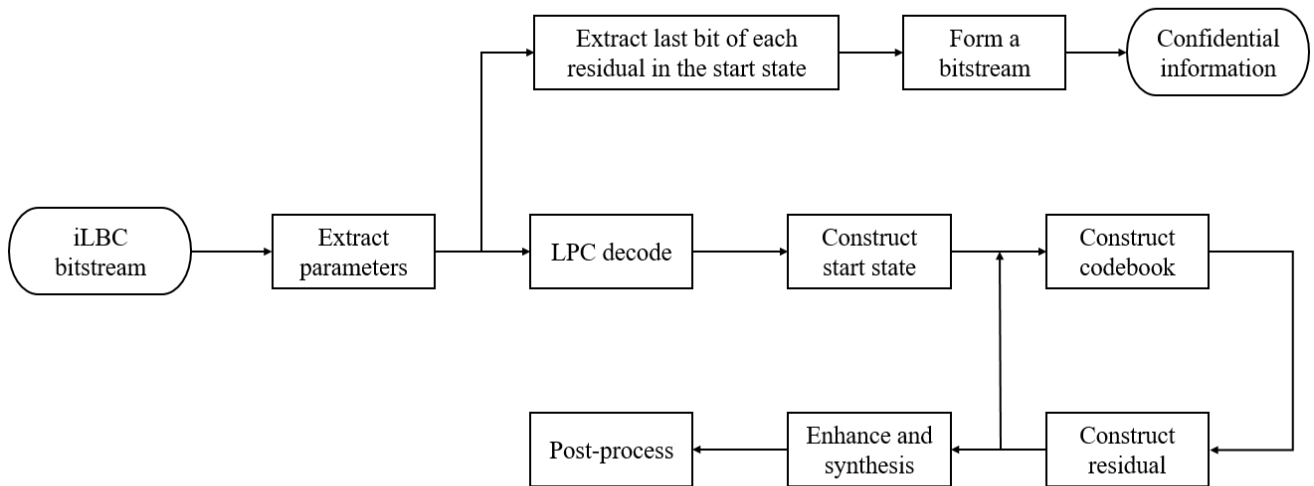 Extract last bit of each
residual in the start state
Form a
bitstream
Confidential
information
iLBC
bitstream
Extract
parameters
LPC decode
Construct
start state
Construct
codebook
Post-process
Enhance and
synthesis
Construct
residual